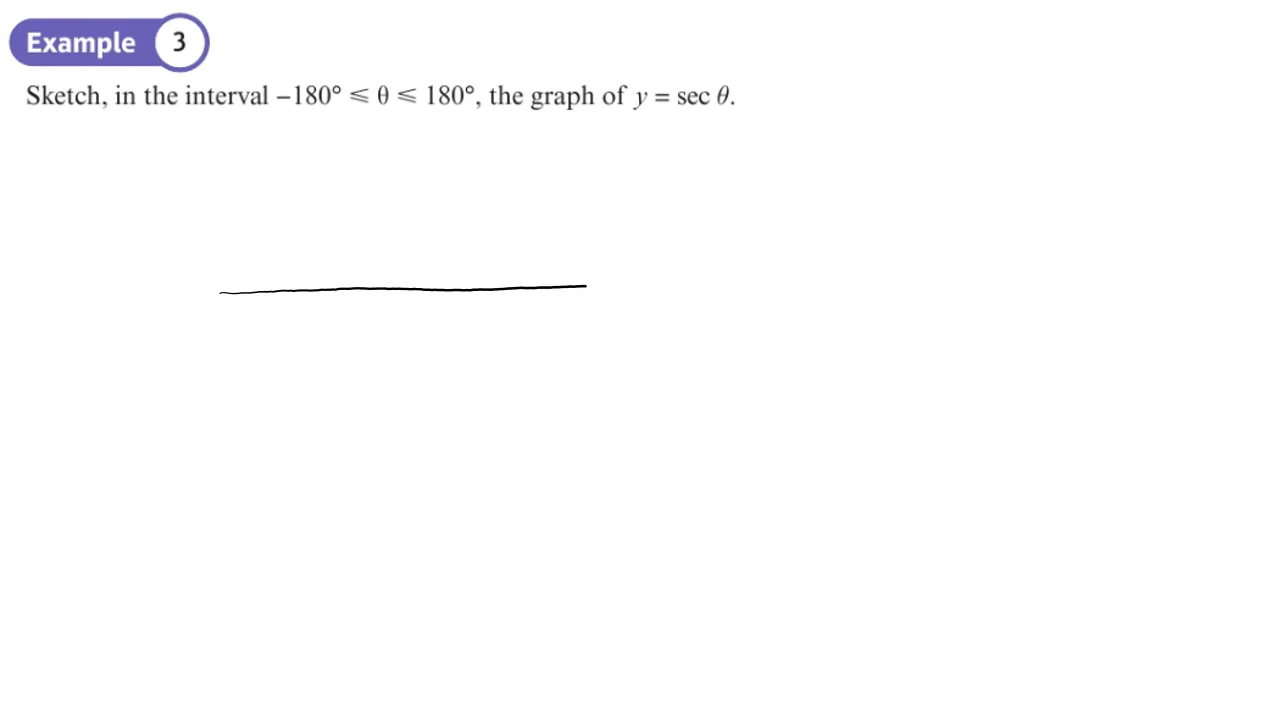 Example 3
Sketch, in the interval −180° ⩽ θ ⩽ 180°, the graph of y = sec θ.